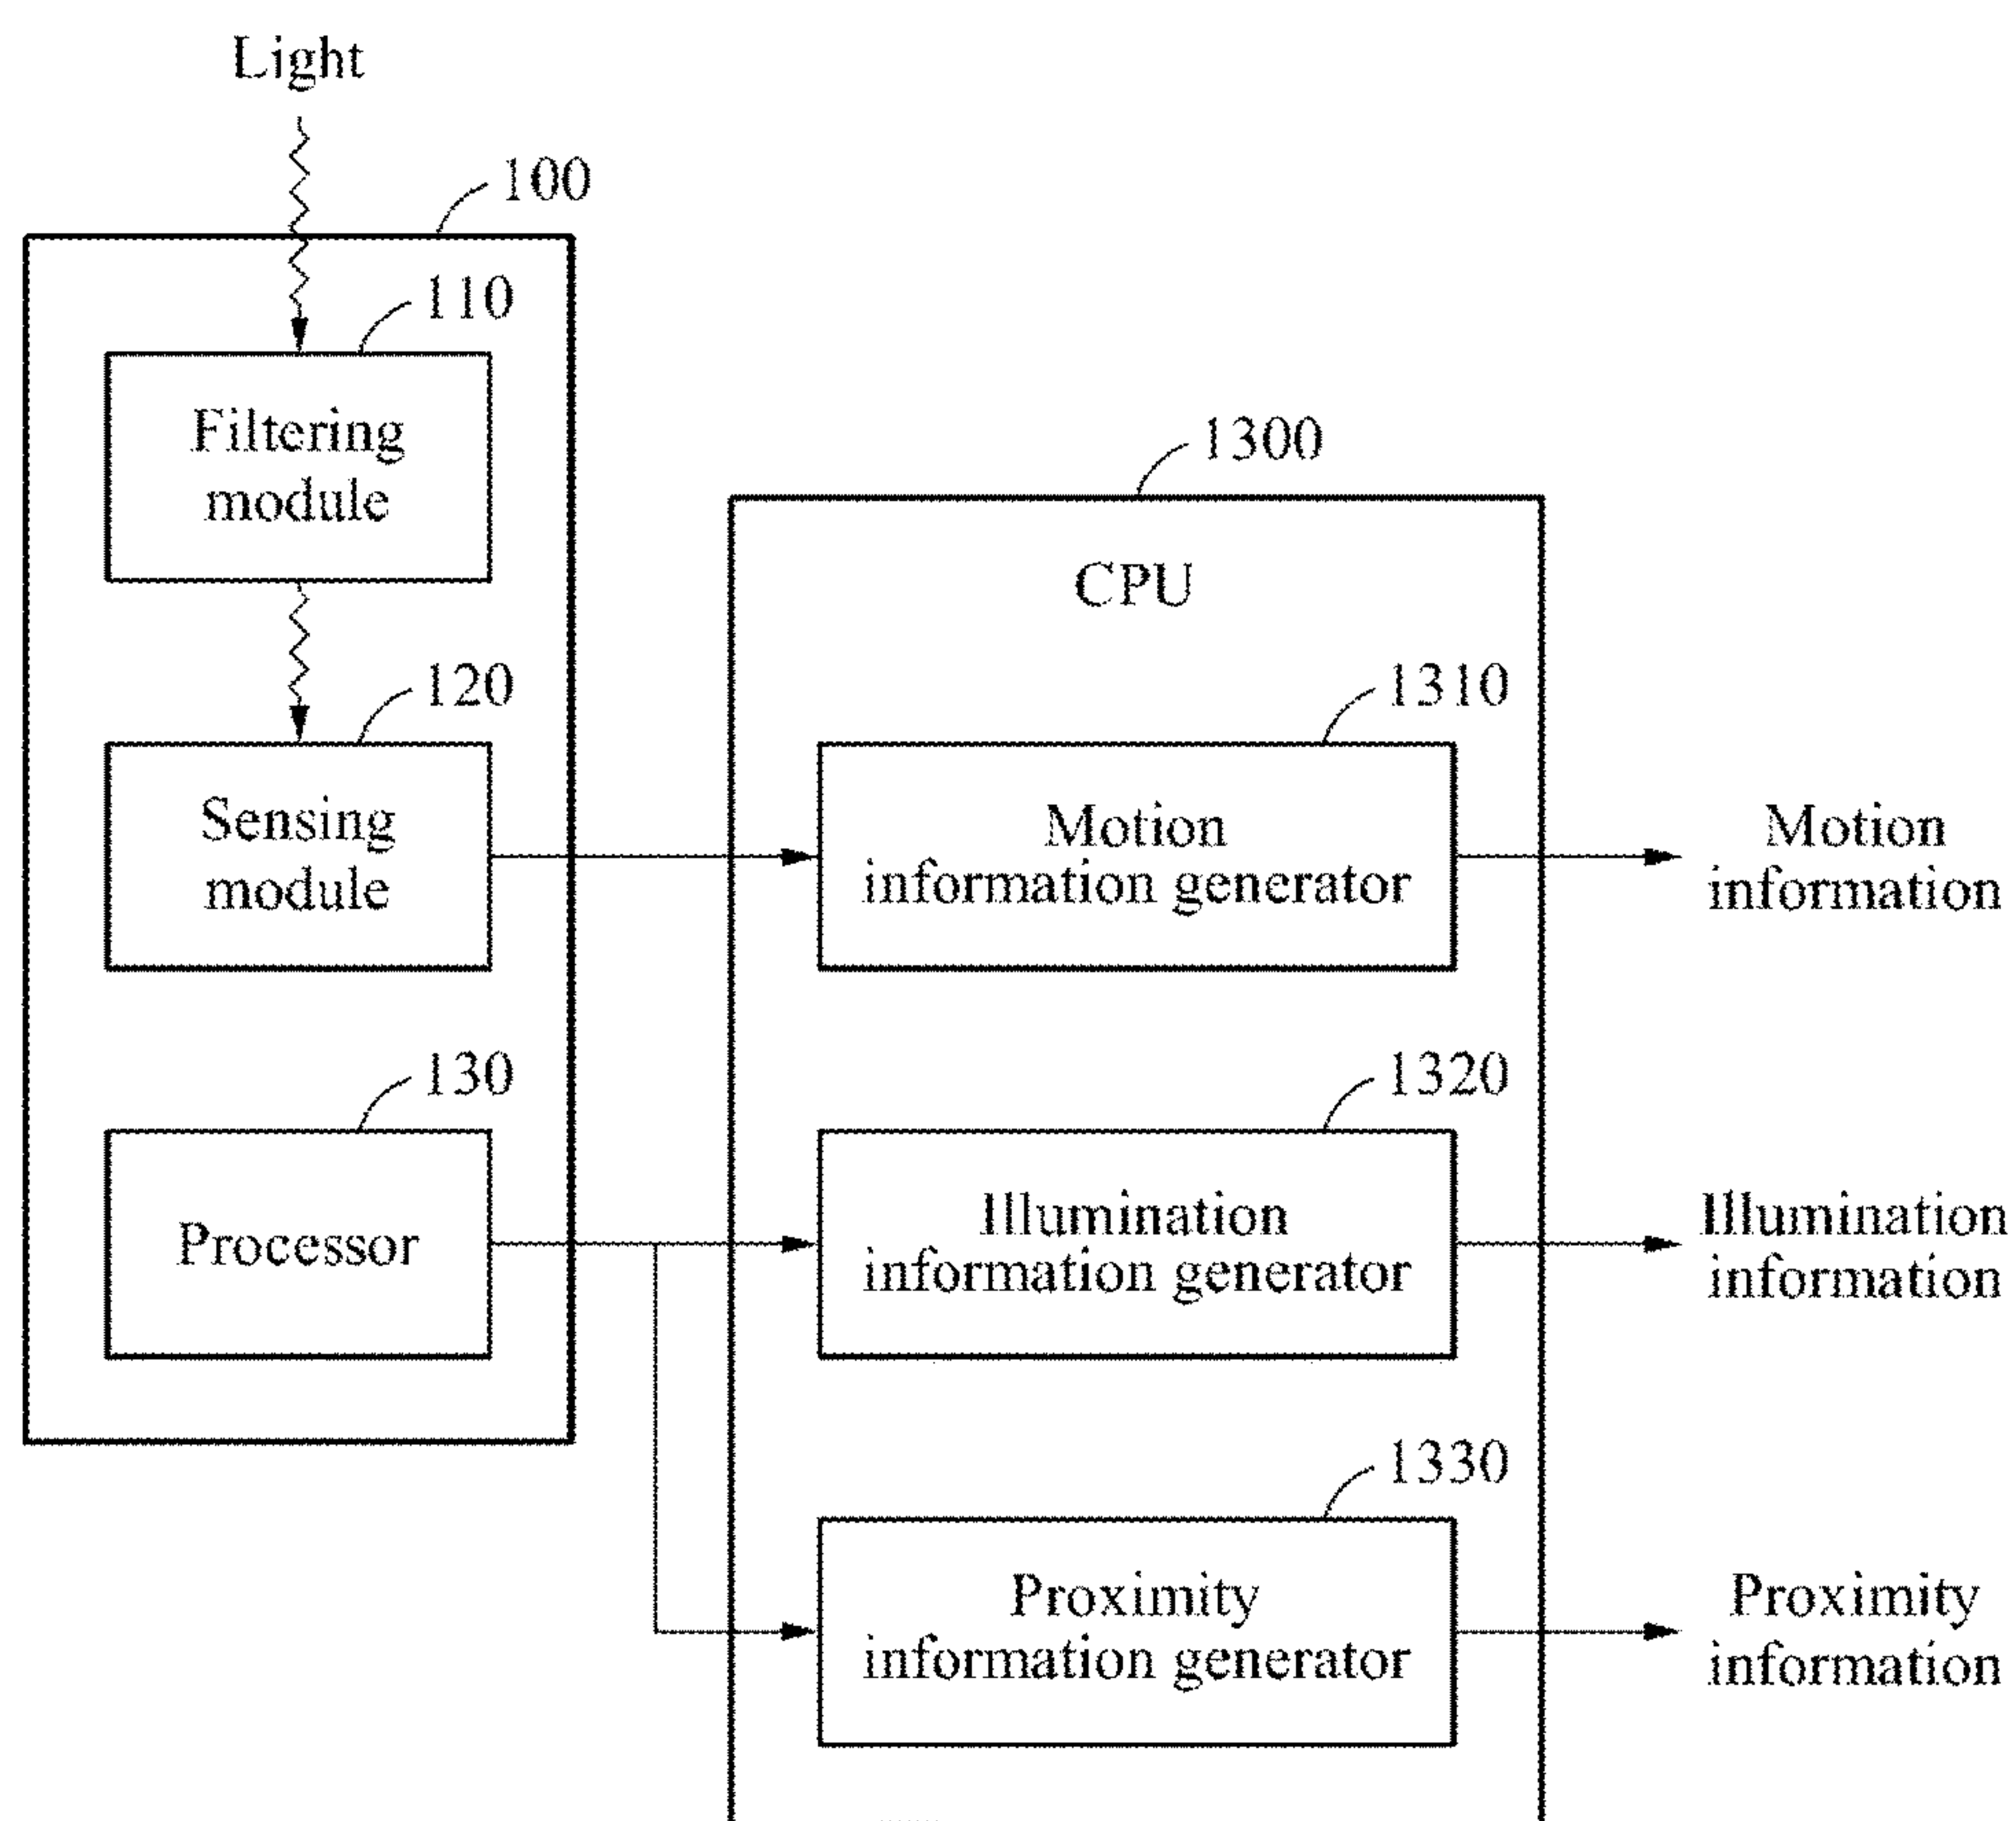 Light
100
110
Filtering
module
1300
CPU
120
1310
Sensing
module
Motion
information generator
Motion
information
130
1320
Processor
Illumination
information generator
Illumination
information
1330
Proximity
information generator
Proximity
information